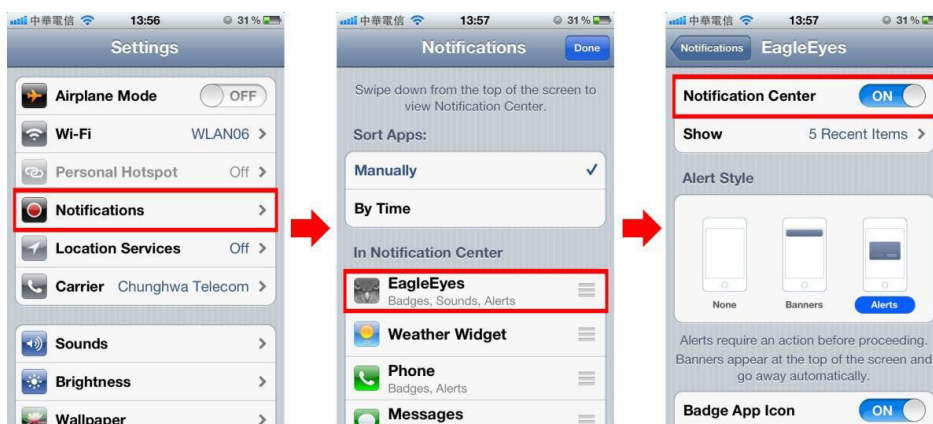 中華電信 13:56 31%
Settings
Airplane Mode OFF
Wi-Fi WLAN06
Personal Hotspot Off
Notifications
Location Services Off
Carrier Chunghwa Telecom
Sounds
Brightness
Wallpaper
中華電信 13:57 31%
Notifications Done
Swipe down from the top of the screen to
view Notification Center.
Sort Apps:
Manually
By Time
In Notification Center
EagleEyes
Badges, Sounds, Alerts
Weather Widget
Phone
Badges, Alerts
Messages
中華電信 13:57 31%
Notifications EagleEyes
Notification Center ON
Show 5 Recent Items
Alert Style
None Banners Alerts
Alerts require an action before proceeding.
Banners appear at the top of the screen and
go away automatically.
Badge App Icon ON